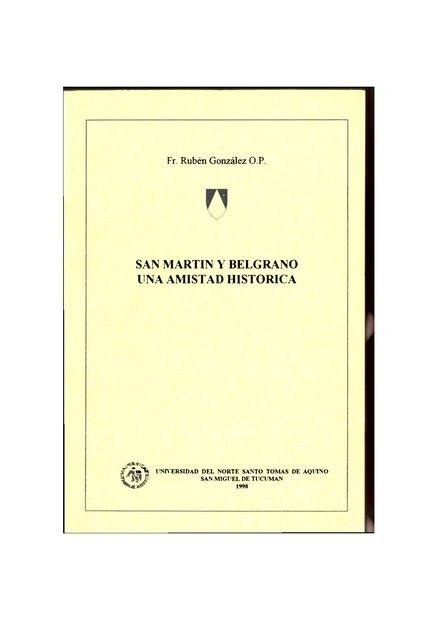 Fr. Rubén González O.P.
SAN MARTIN Y BELGRANO
UNA AMISTAD HISTORICA
UNIVERSIDAD DEL NORTE SANTO TOMAS DE AQUINO
SAN MIGUEL DE TUCUMAN
1998